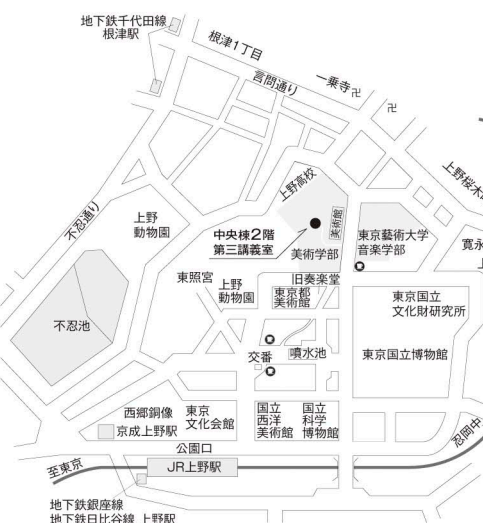 地下鉄千代田線
根津駅
根津1丁目
言問通り
一乗寺
卍
卍
上野桜木
上野高校
不忍通り
上野
動物園
中央棟2階
第三講義室
美術館
美術学部
東京藝術大学
音楽学部
寛永
上
東照宮
上野
動物園
旧奏楽堂
東京都
美術館
東京国立
文化財研究所
不忍池
交番
噴水池
東京国立博物館
西郷銅像
京成上野駅
東京
文化会館
国立
西洋
美術館
国立
科学
博物館
忍岡中
公園口
至東京
JR上野駅
地下鉄銀座線
地下鉄日比谷線 上野駅